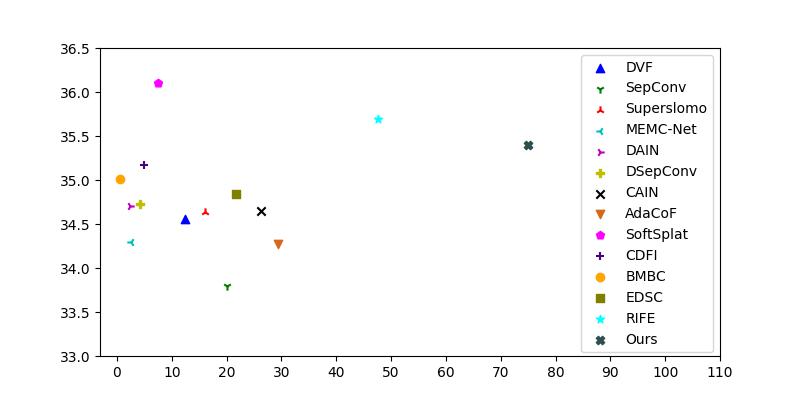 36.5
36.0
35.5
35.0
34.5
34.0
33.5
33.0
0 10 20 30 40 50 60 70 80 90 100 110
DVF
SepConv
Superslomo
MEMC-Net
DAIN
DSepConv
CAIN
AdaCoF
SoftSplat
CDFI
BMBC
EDSC
RIFE
Ours